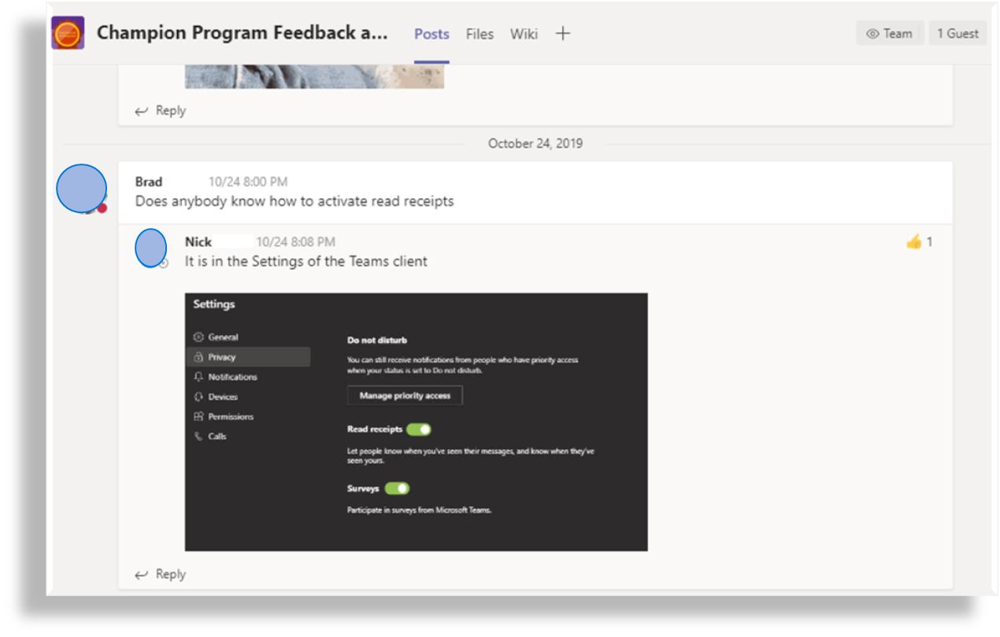 Champion Program Feedback a... Posts Files Wiki Team 1 Guest
Reply
October 24, 2019
Brad 10/24 8:00 PM
Does anybody know how to activate read receipts
Nick 10/24 8:08 PM 1
It is in the Settings of the Teams client
Settings
General
Privacy
Notifications
Devices
Permissions
Calls
Do not disturb
You can still receive notifications from people who have priority access
when your status is set to Do not disturb.
Manage priority access
Read receipts
Let people know when you've seen their messages, and know when they've
seen yours.
Surveys
Participate in surveys from Microsoft Teams.
Reply